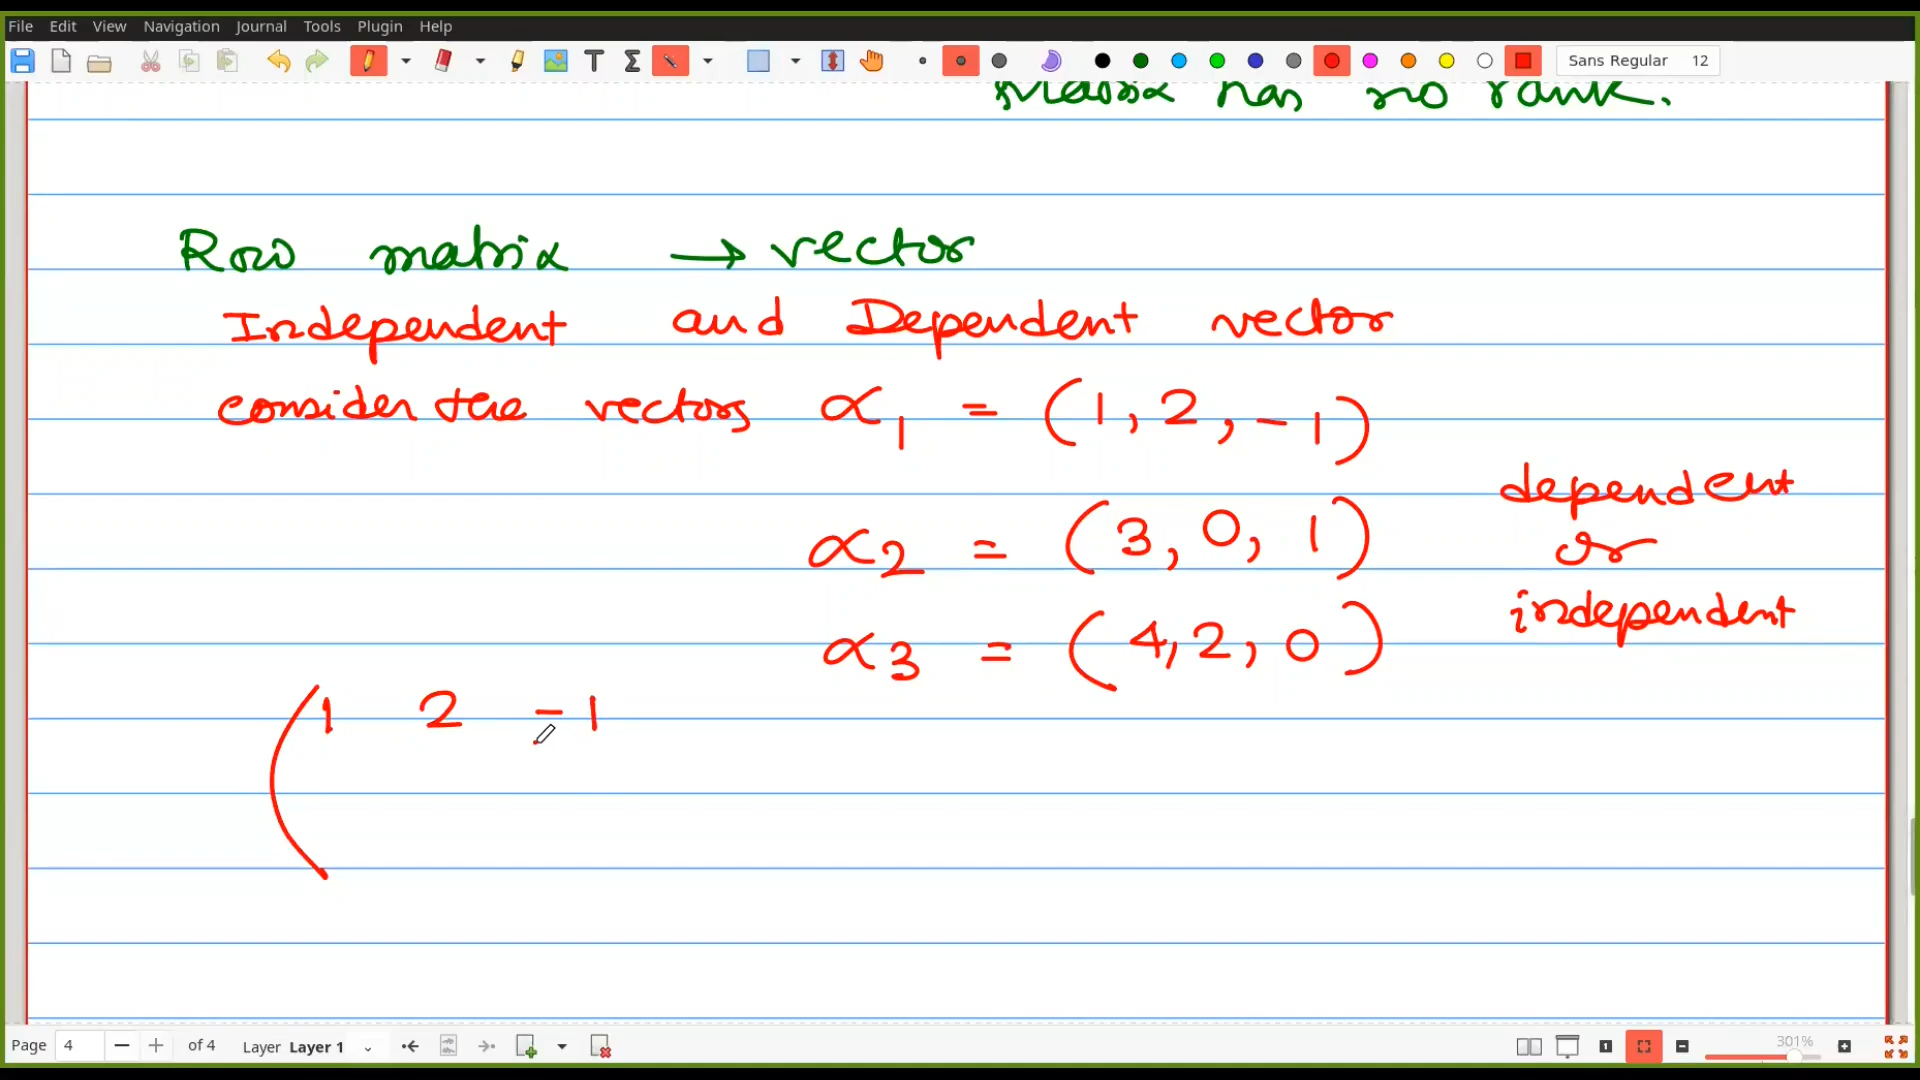 File Edit View Navigation Journal Tools Plugin Help
Sans Regular 12
Matrix has no rank.
Row matrix → vector
Independent and Dependent vector
consider the vectors α1 = (1, 2, -1)
α2 = (3, 0, 1)
α3 = (4, 2, 0)
dependent
or
independent
(1 2 -1
Page 4 of 4 Layer Layer 1 301%